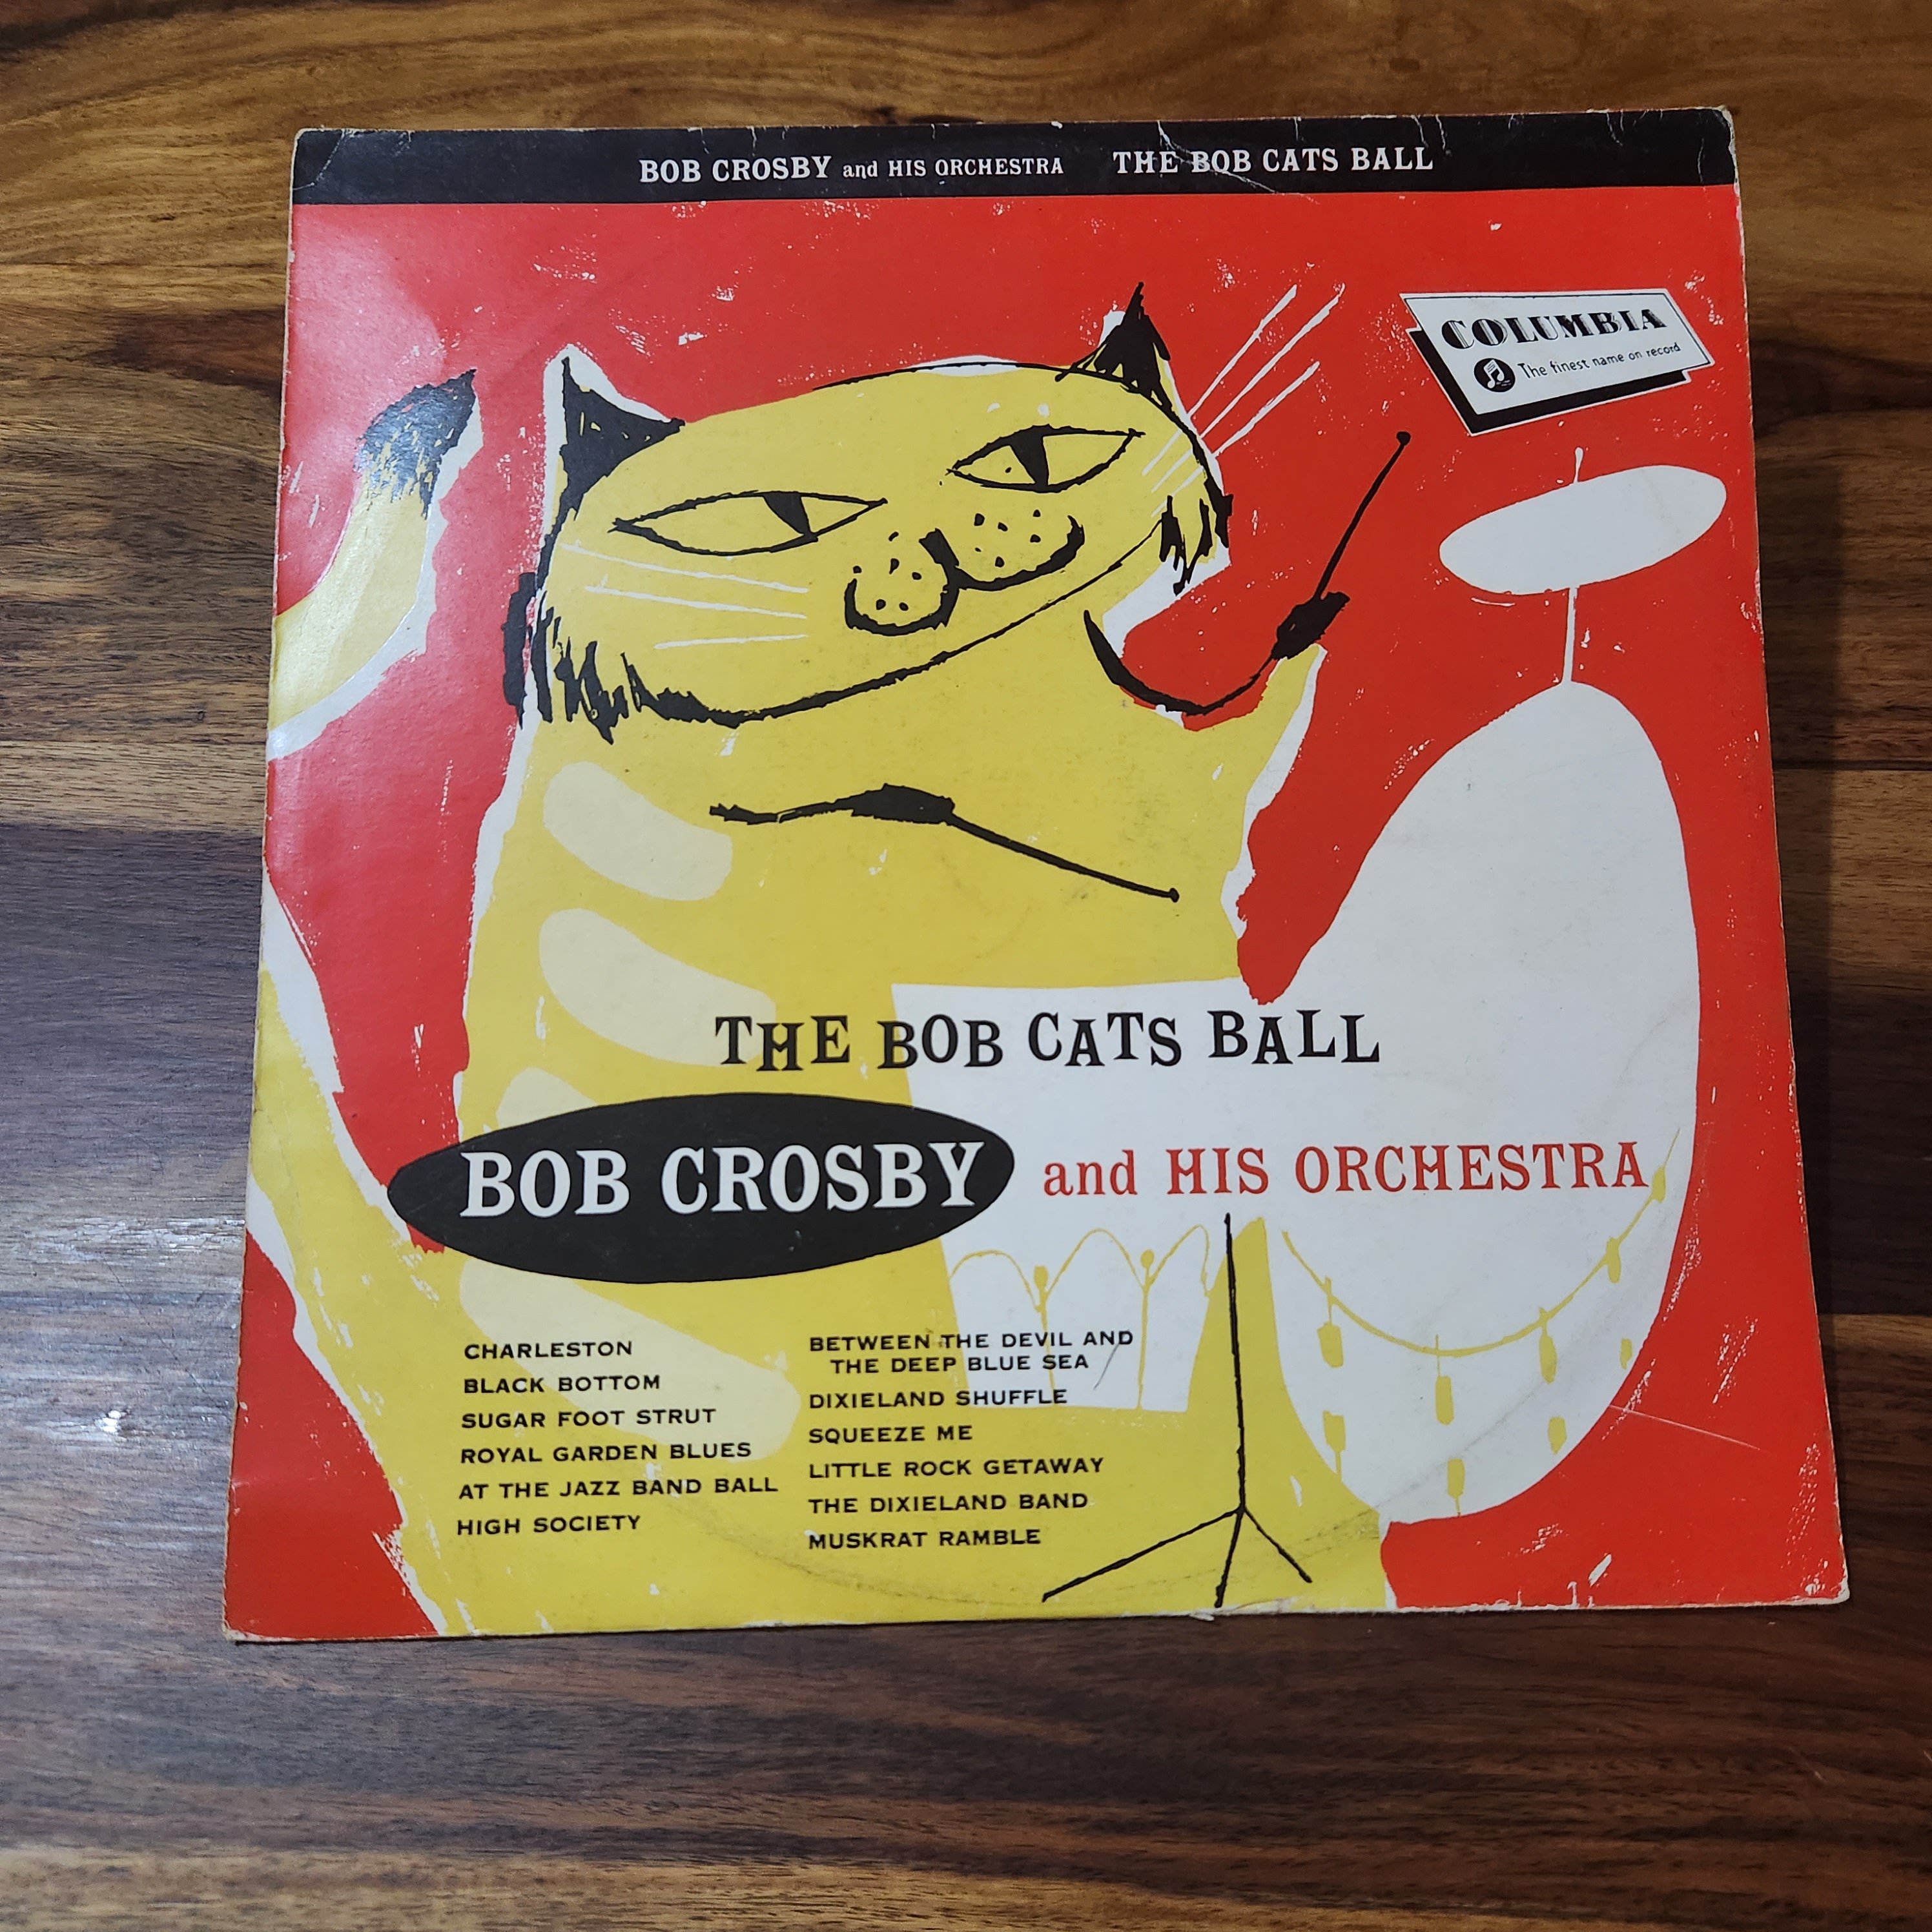 BOB CROSBY and HIS ORCHESTRA THE BOB CATS BALL
COLUMBIA
The finest name on record
THE BOB CATS BALL
BOB CROSBY and HIS ORCHESTRA
CHARLESTON
BLACK BOTTOM
SUGAR FOOT STRUT
ROYAL GARDEN BLUES
AT THE JAZZ BAND BALL
HIGH SOCIETY
BETWEEN THE DEVIL AND
THE DEEP BLUE SEA
DIXIELAND SHUFFLE
SQUEEZE ME
LITTLE ROCK GETAWAY
THE DIXIELAND BAND
MUSKRAT RAMBLE